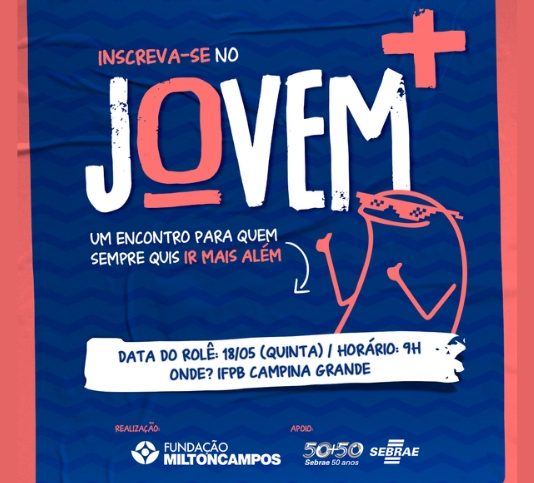 INSCREVA-SE NO
JOVEM+
UM ENCONTRO PARA QUEM
SEMPRE QUIS IR MAIS ALÉM
DATA DO ROLÊ: 18/05 (QUINTA) / HORÁRIO: 9H
ONDE? IFPB CAMPINA GRANDE
REALIZAÇÃO:
FUNDAÇÃO
MILTONCAMPOS
APOIO:
50+50
Sebrae 50 anos
SEBRAE